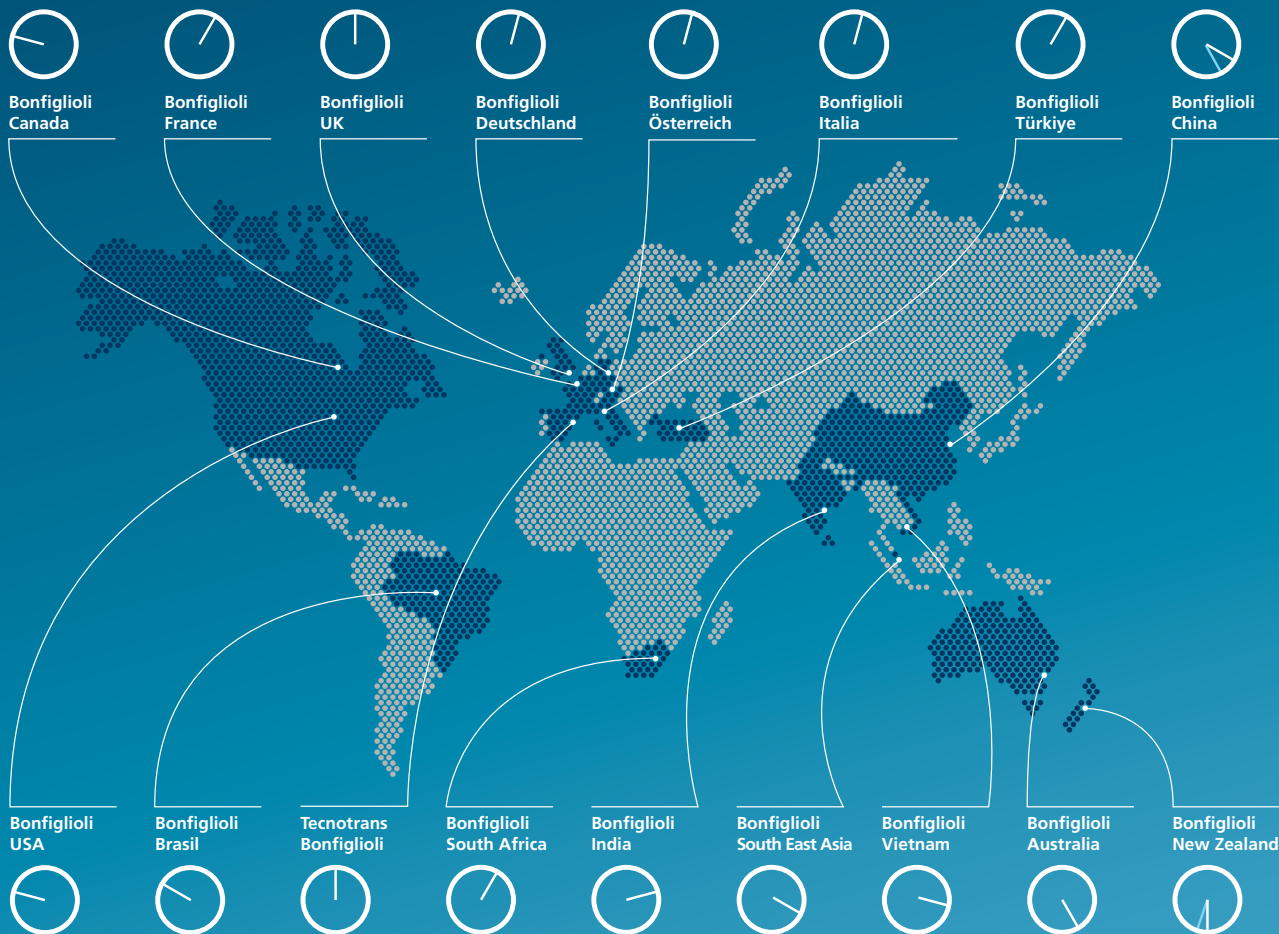 Bonfiglioli
Canada
Bonfiglioli
France
Bonfiglioli
UK
Bonfiglioli
Deutschland
Bonfiglioli
Österreich
Bonfiglioli
Italia
Bonfiglioli
Türkiye
Bonfiglioli
China
Bonfiglioli
USA
Bonfiglioli
Brasil
Tecnotrans
Bonfiglioli
Bonfiglioli
South Africa
Bonfiglioli
India
Bonfiglioli
South East Asia
Bonfiglioli
Vietnam
Bonfiglioli
Australia
Bonfiglioli
New Zealand